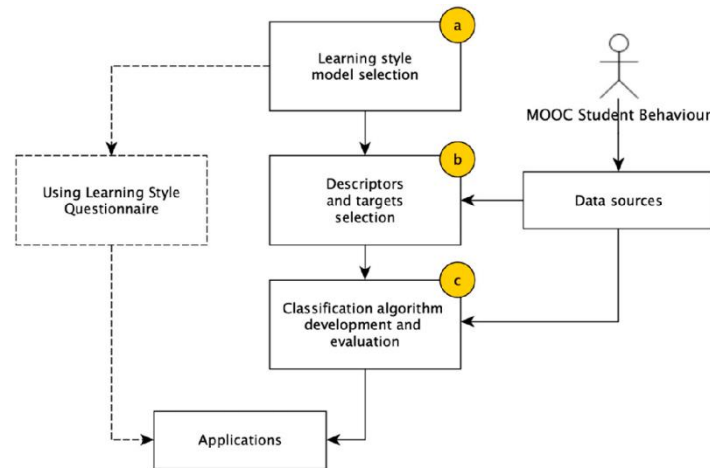 a
Learning style
model selection
MOOC Student Behaviour
b
Using Learning Style
Questionnaire
Descriptors
and targets
selection
Data sources
c
Classification algorithm
development and
evaluation
Applications